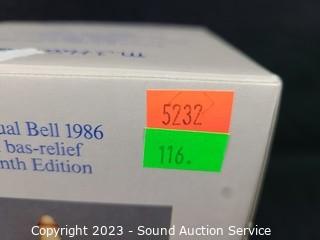 ual Bell 1986
bas-relief
nth Edition
5232
116.
Copyright 2023 - Sound Auction Service